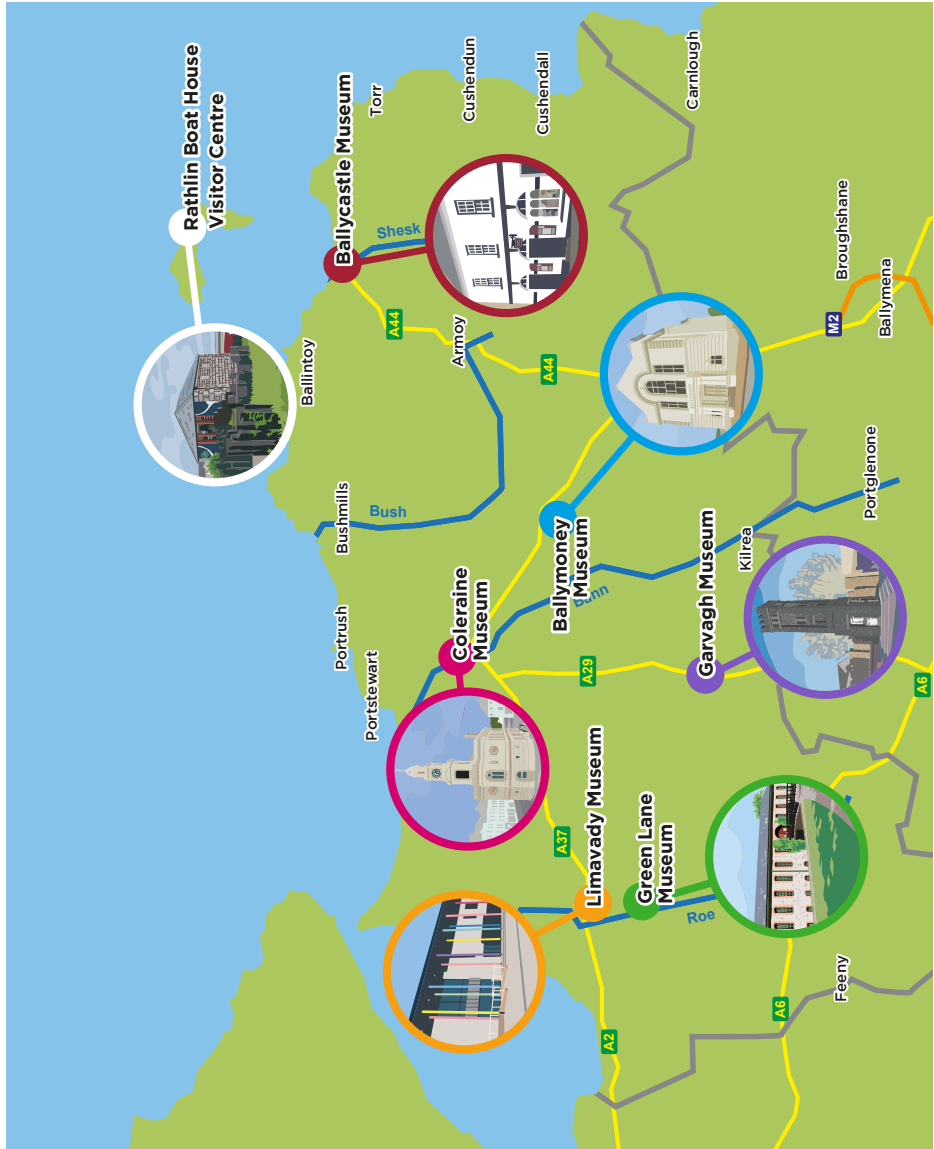 Rathlin Boat House
Visitor Centre
Ballycastle Museum
Torr
Cushendun
Cushendall
Carnlough
Shesk
A44
Armoy
A44
Ballintoy
Broughshane
M2
Ballymena
Bushmills
Bush
Portrush
Portstewart
Coleraine
Museum
Ballymoney
Museum
Bann
Portglenone
Kilrea
Garvagh Museum
A29
A6
A37
Limavady Museum
Green Lane
Museum
Roe
A2
A6
Feeny